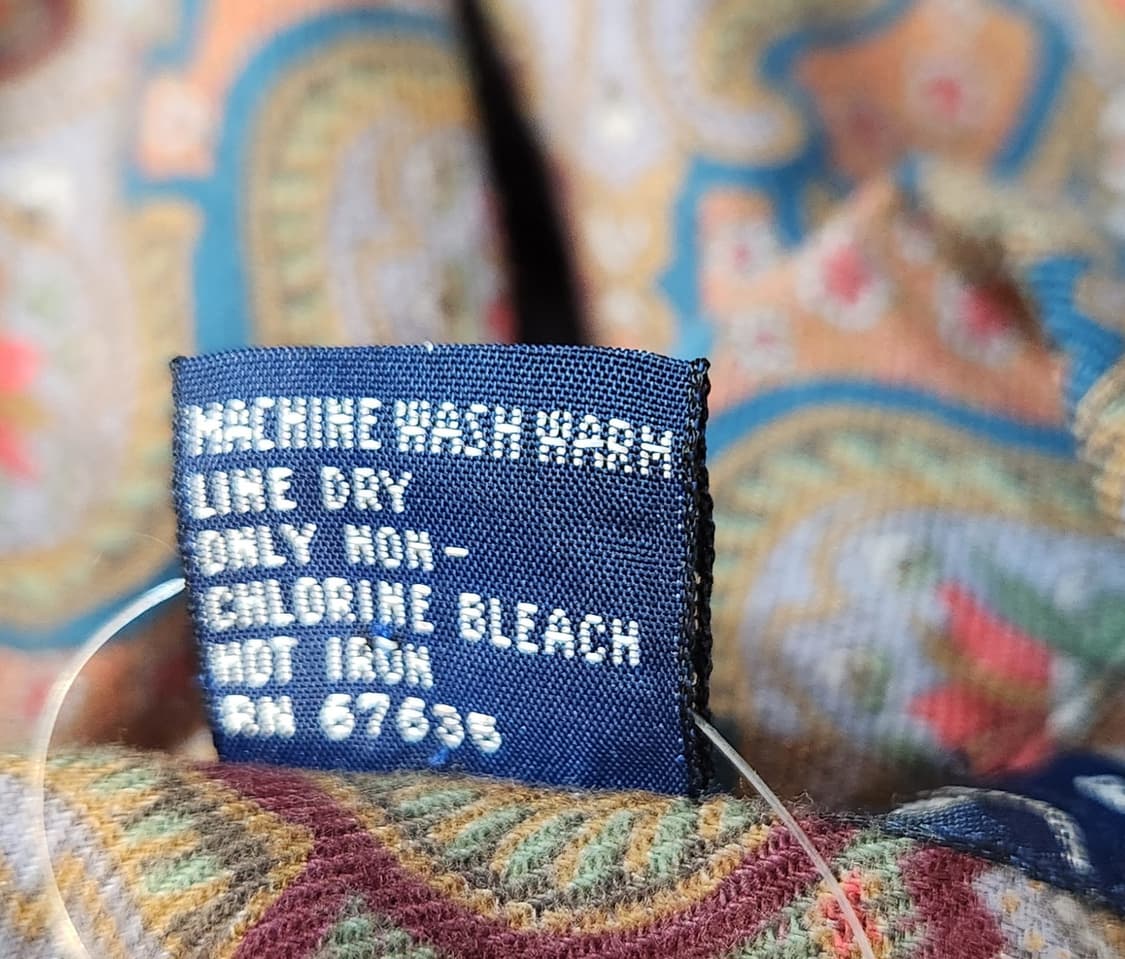 MACHINE WASH WARM
LINE DRY
ONLY NON-
CHLORINE BLEACH
HOT IRON
RN 67635